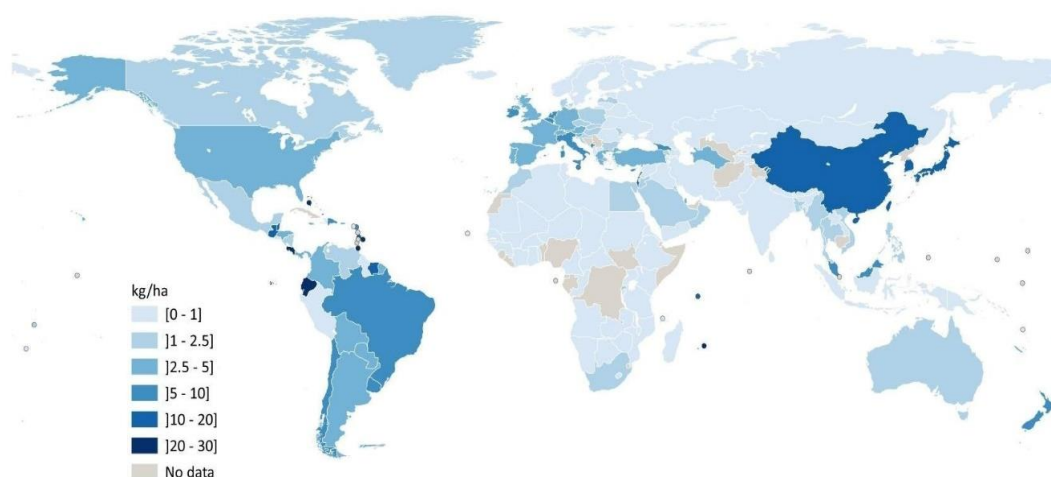 kg/ha
]0 - 1]
]1 - 2.5]
]2.5 - 5]
]5 - 10]
]10 - 20]
]20 - 30]
No data